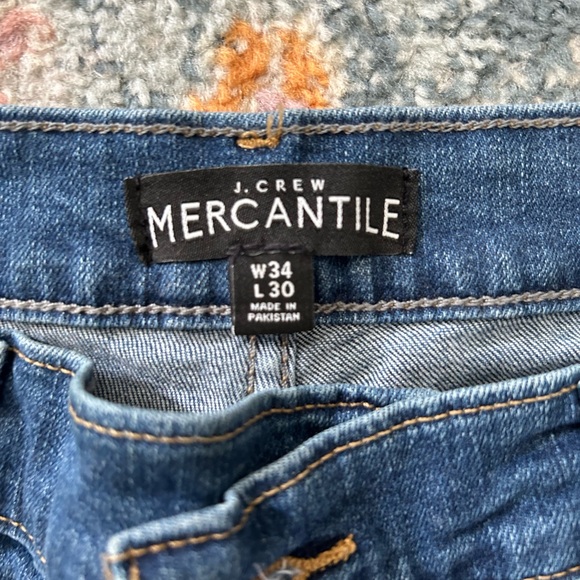 J. CREW
MERCANTILE
W34
L30
MADE IN
PAKISTAN